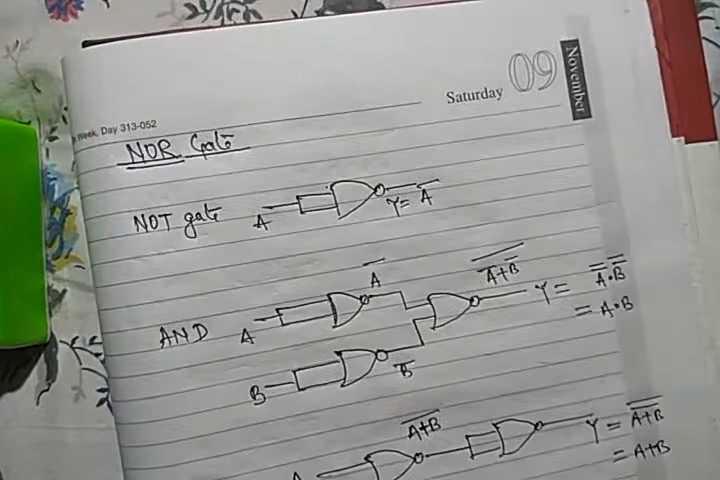 Saturday 09 November
Week, Day 313-052
NOR Gate
NOT gate A Y = A̅
A̅ A̅+B̅ Y = A̿·B̿
AND A = A·B
B B̅
A̅+̅B̅ Y = A̿+̿B̿
A = A+B